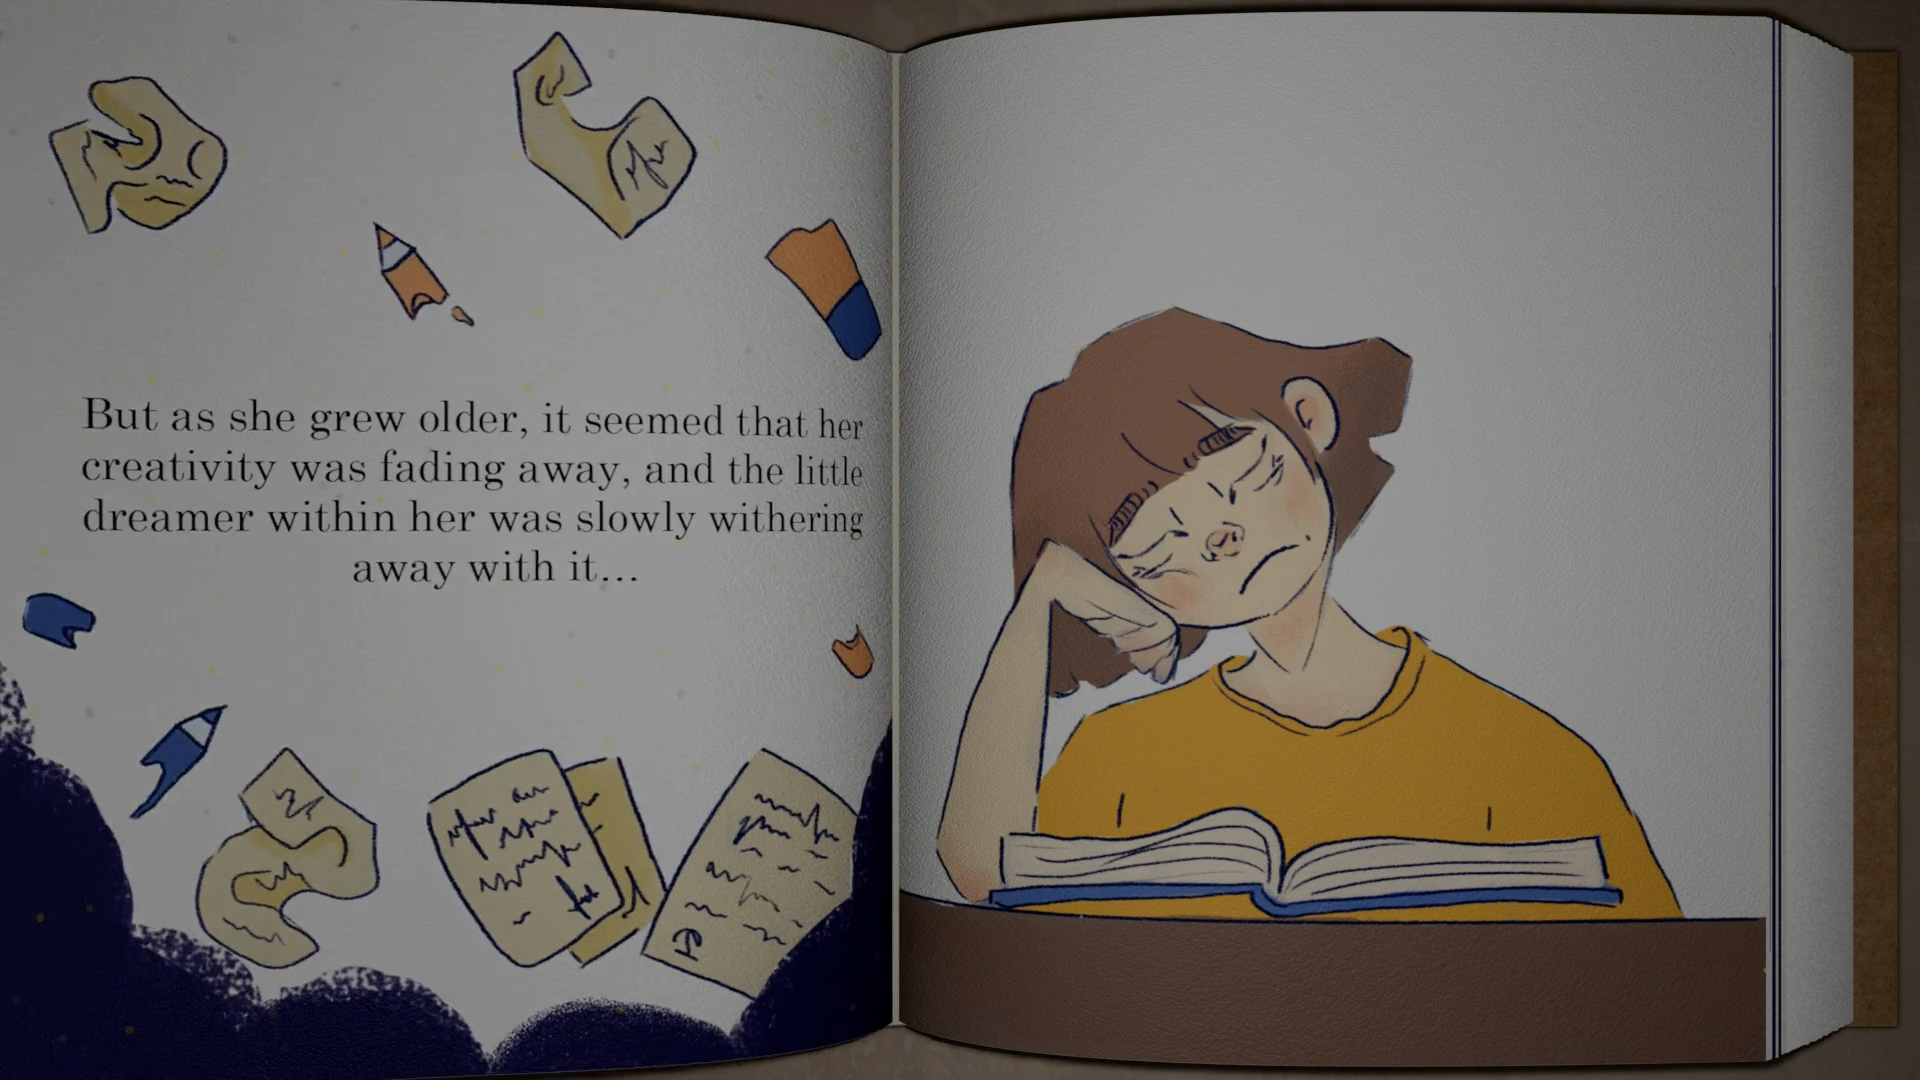 But as she grew older, it seemed that her
creativity was fading away, and the little
dreamer within her was slowly withering
away with it...